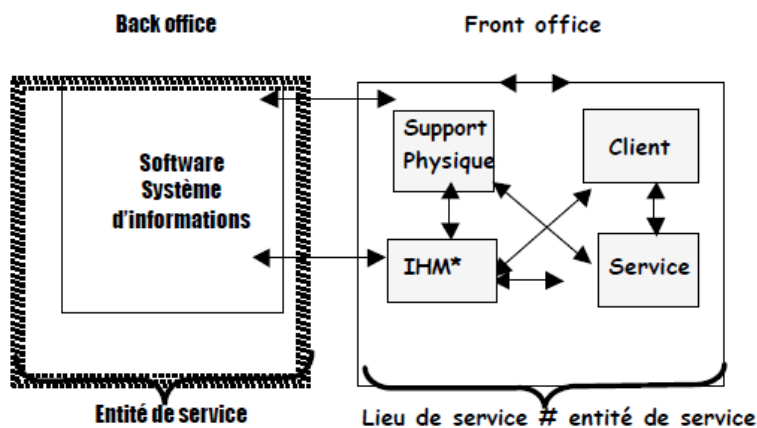 Back office
Front office
Software
Système
d'informations
Support
Physique
Client
IHM*
Service
Entité de service
Lieu de service # entité de service